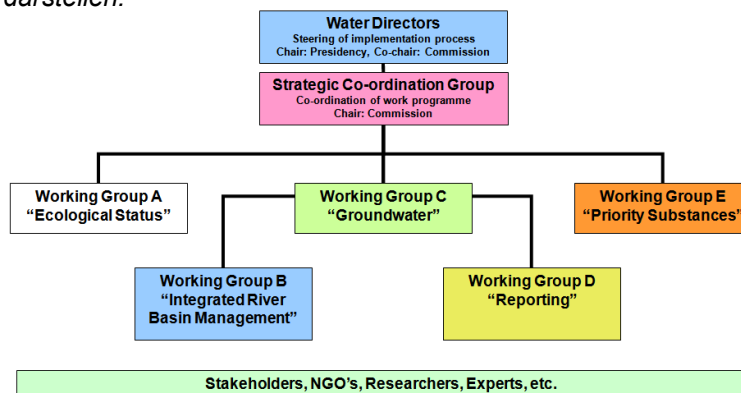 darstellen.
Water Directors
Steering of implementation process
Chair: Presidency, Co-chair: Commission
Strategic Co-ordination Group
Co-ordination of work programme
Chair: Commission
Working Group A
“Ecological Status”
Working Group C
“Groundwater”
Working Group E
“Priority Substances”
Working Group B
“Integrated River
Basin Management”
Working Group D
“Reporting”
Stakeholders, NGO’s, Researchers, Experts, etc.